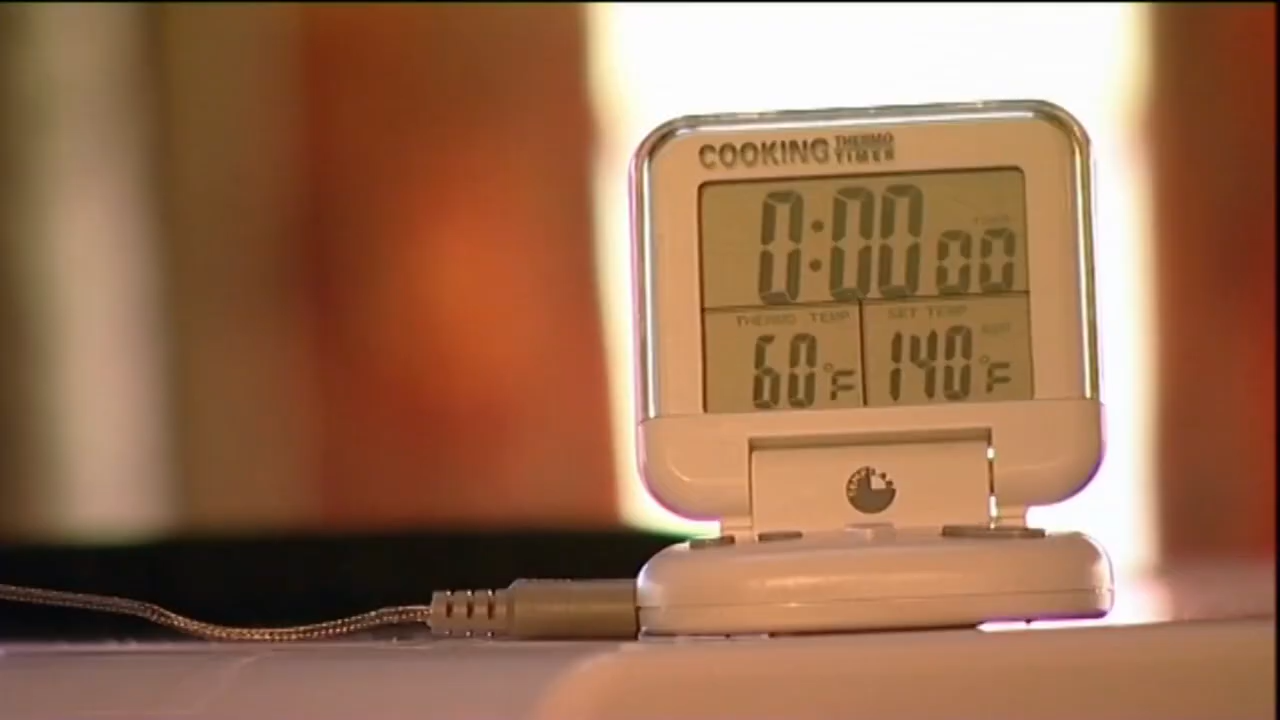 COOKING THERMO TIMER
0:00 00
THERMO TEMP SET TEMP
60°F 140°F